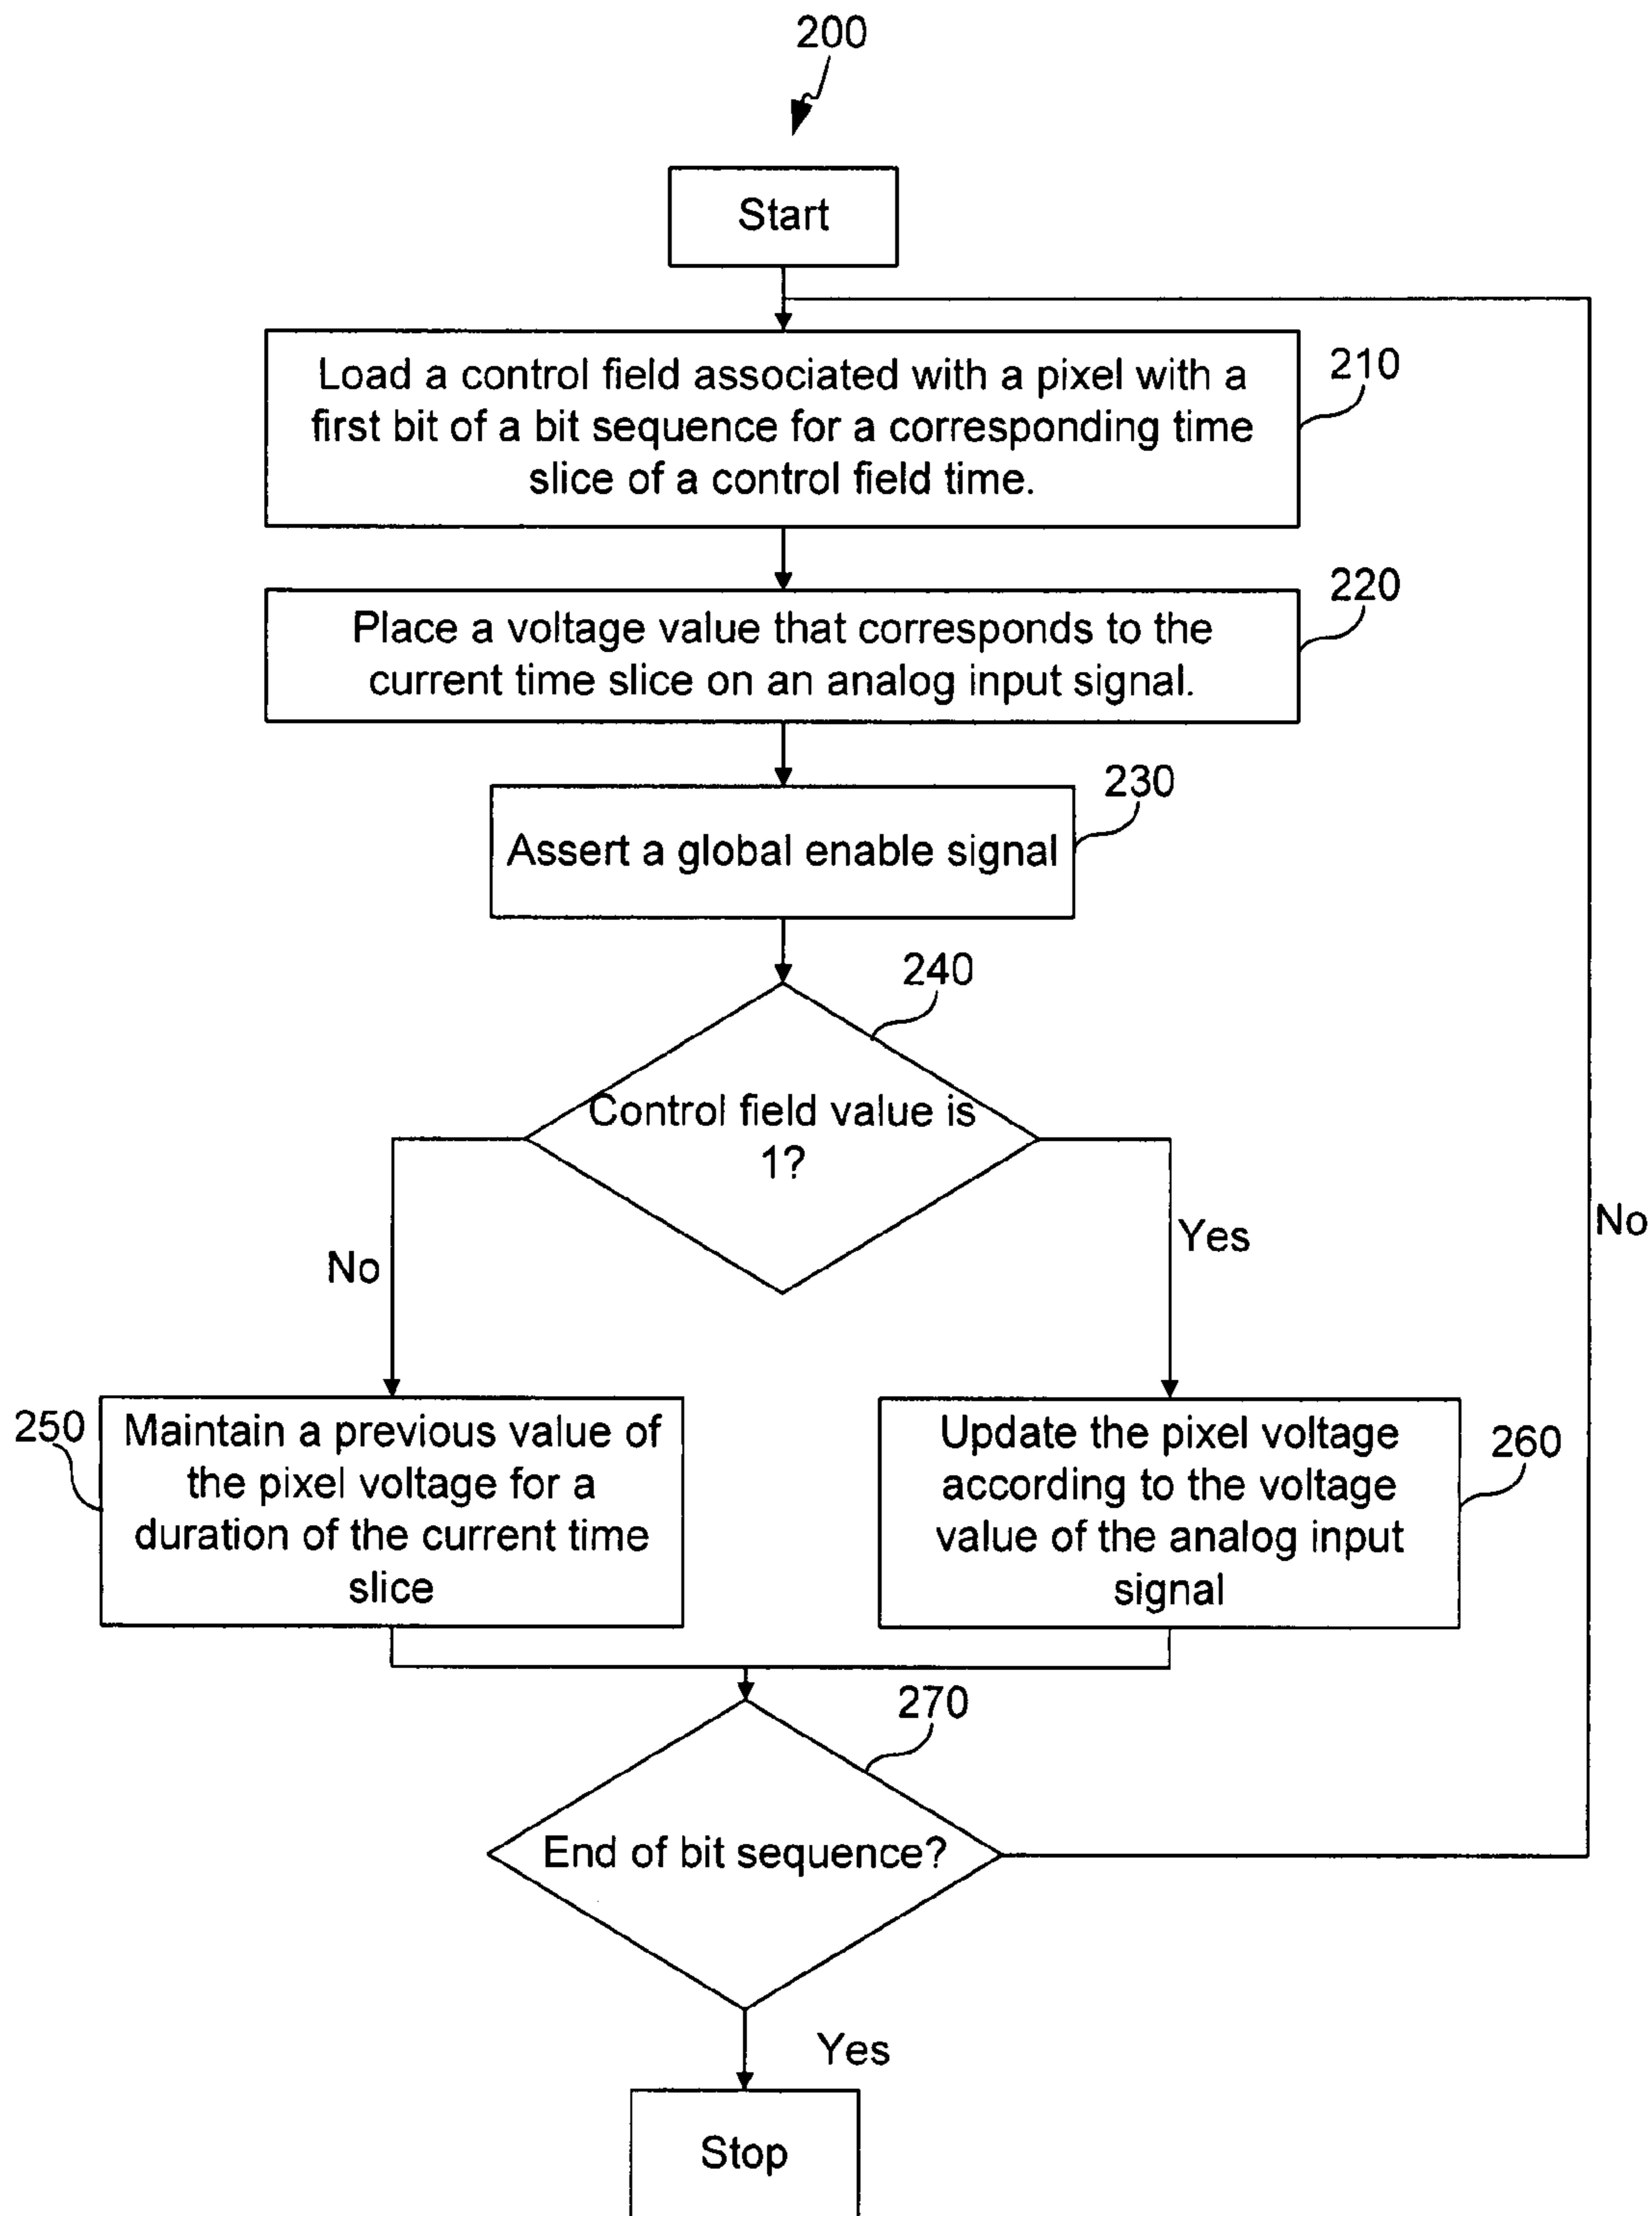 200
Start
Load a control field associated with a pixel with a
first bit of a bit sequence for a corresponding time
slice of a control field time.
210
Place a voltage value that corresponds to the
current time slice on an analog input signal.
220
Assert a global enable signal
230
240
Control field value is
1?
No
Yes
No
250
Maintain a previous value of
the pixel voltage for a
duration of the current time
slice
Update the pixel voltage
according to the voltage
value of the analog input
signal
260
270
End of bit sequence?
Yes
Stop